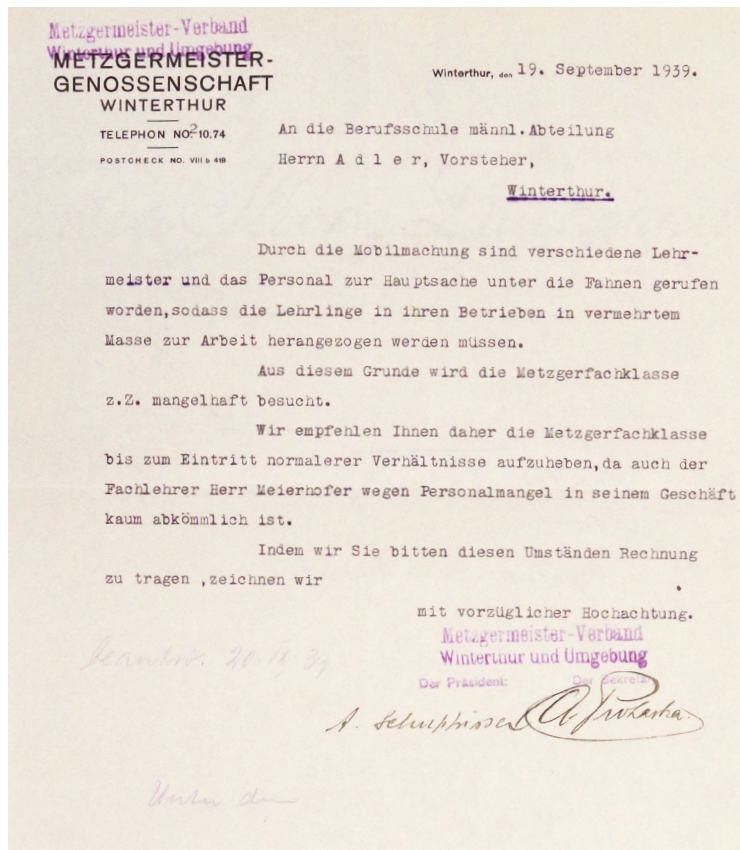 Metzgermeister-Verband
Winterthur und Umgebung
METZGERMEISTER-
GENOSSENSCHAFT
WINTERTHUR
TELEPHON NO. 2 10.74
POSTCHECK NO. VIII b 418
Winterthur, den 19. September 1939.
An die Berufsschule männl. Abteilung
Herrn A d l e r, Vorsteher,
Winterthur.
Durch die Mobilmachung sind verschiedene Lehr-
meister und das Personal zur Hauptsache unter die Fahnen gerufen
worden,sodass die Lehrlinge in ihren Betrieben in vermehrtem
Masse zur Arbeit herangezogen werden müssen.
Aus diesem Grunde wird die Metzgerfachklasse
z.Z. mangelhaft besucht.
Wir empfehlen Ihnen daher die Metzgerfachklasse
bis zum Eintritt normalerer Verhältnisse aufzuheben,da auch der
Fachlehrer Herr Meierhofer wegen Personalmangel in seinem Geschäft
kaum abkömmlich ist.
Indem wir Sie bitten diesen Umständen Rechnung
zu tragen ,zeichnen wir
mit vorzüglicher Hochachtung.
Metzgermeister-Verband
Winterthur und Umgebung
Der Präsident: Der Sekretär
beantw. 20.IX.39
A. Prohaska.